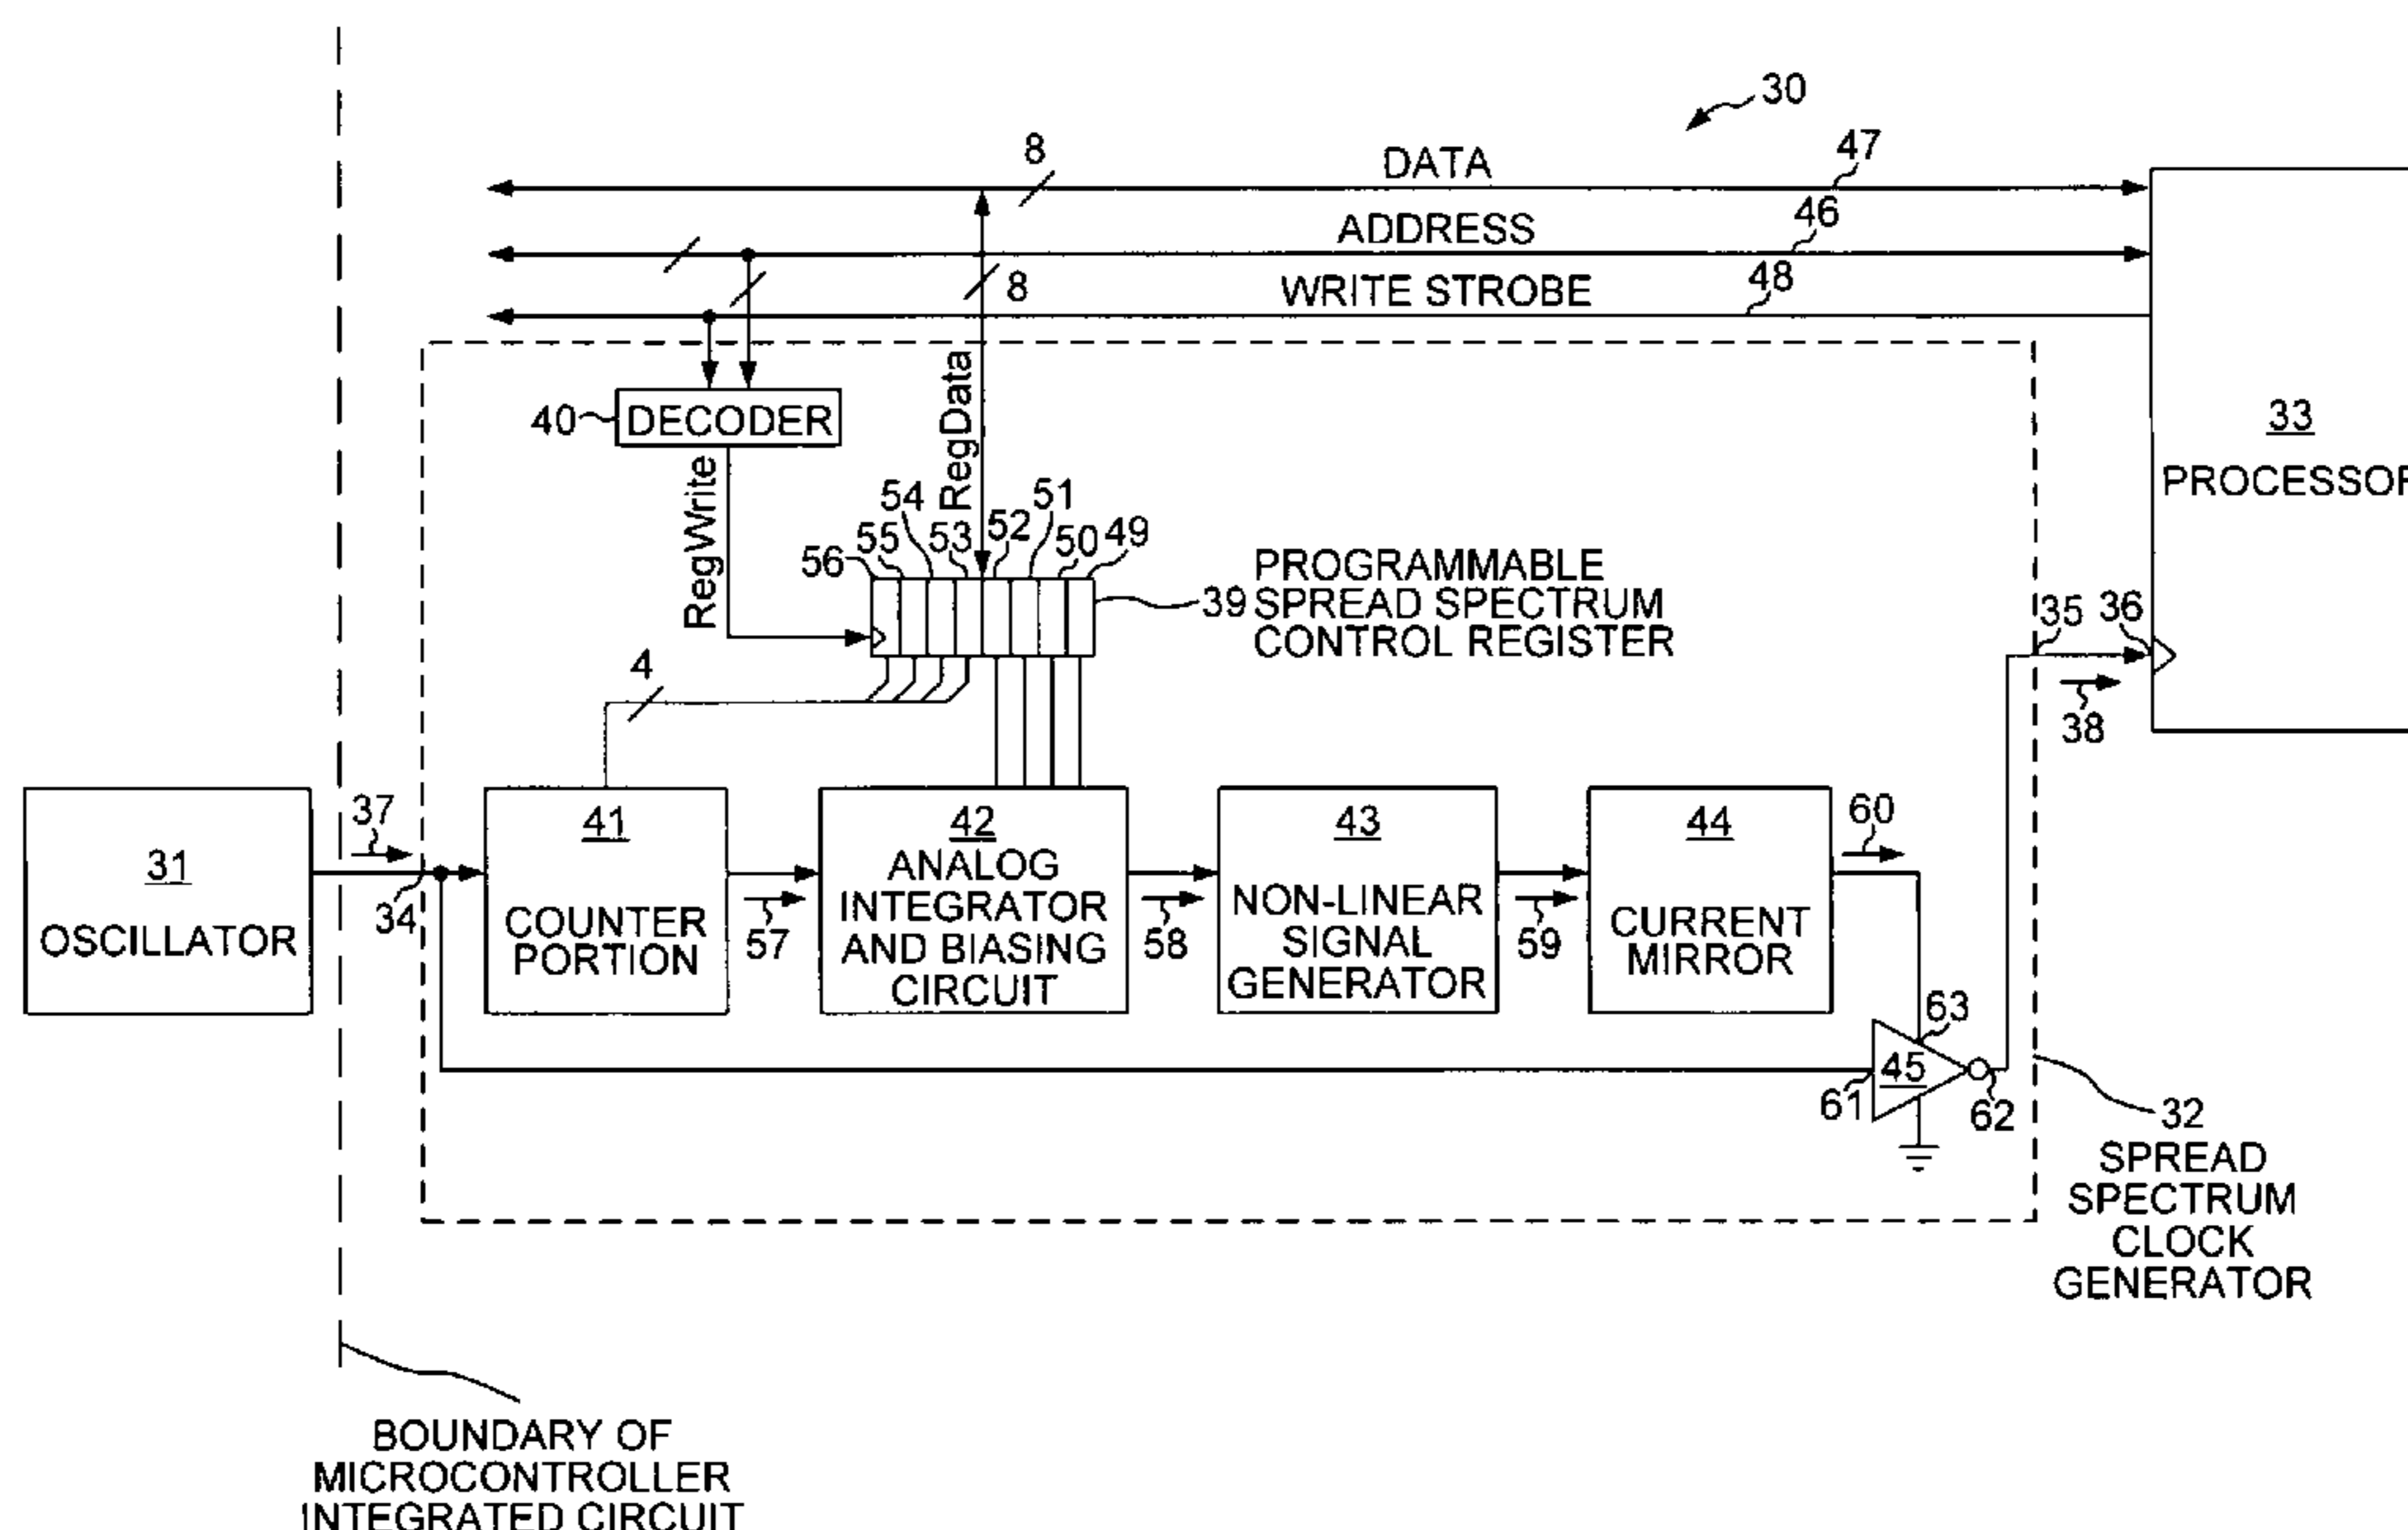 30
8
DATA
47
ADDRESS
46
8
WRITE STROBE
48
40
DECODER
RegData
RegWrite
33
PROCESSOR
56
55
54
53
52
51
50
49
39
PROGRAMMABLE
SPREAD SPECTRUM
CONTROL REGISTER
35
36
38
4
37
34
31
OSCILLATOR
41
COUNTER
PORTION
57
42
ANALOG
INTEGRATOR
AND BIASING
CIRCUIT
58
43
NON-LINEAR
SIGNAL
GENERATOR
59
44
CURRENT
MIRROR
60
63
45
61
62
32
SPREAD
SPECTRUM
CLOCK
GENERATOR
BOUNDARY OF
MICROCONTROLLER
INTEGRATED CIRCUIT